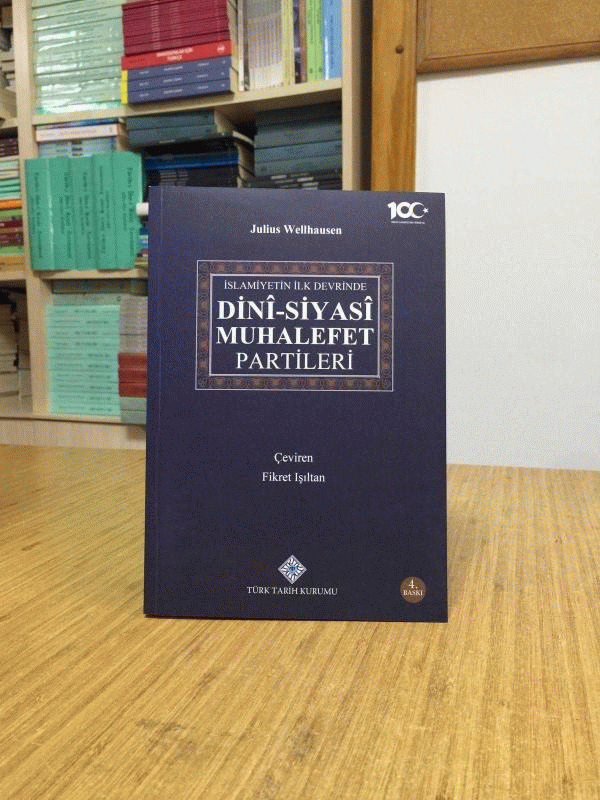 100
Julius Wellhausen
İSLAMİYETİN İLK DEVRİNDE
DİNÎ-SİYASÎ
MUHALEFET
PARTİLERİ
Çeviren
Fikret Işıltan
TÜRK TARİH KURUMU
4.
BASKI